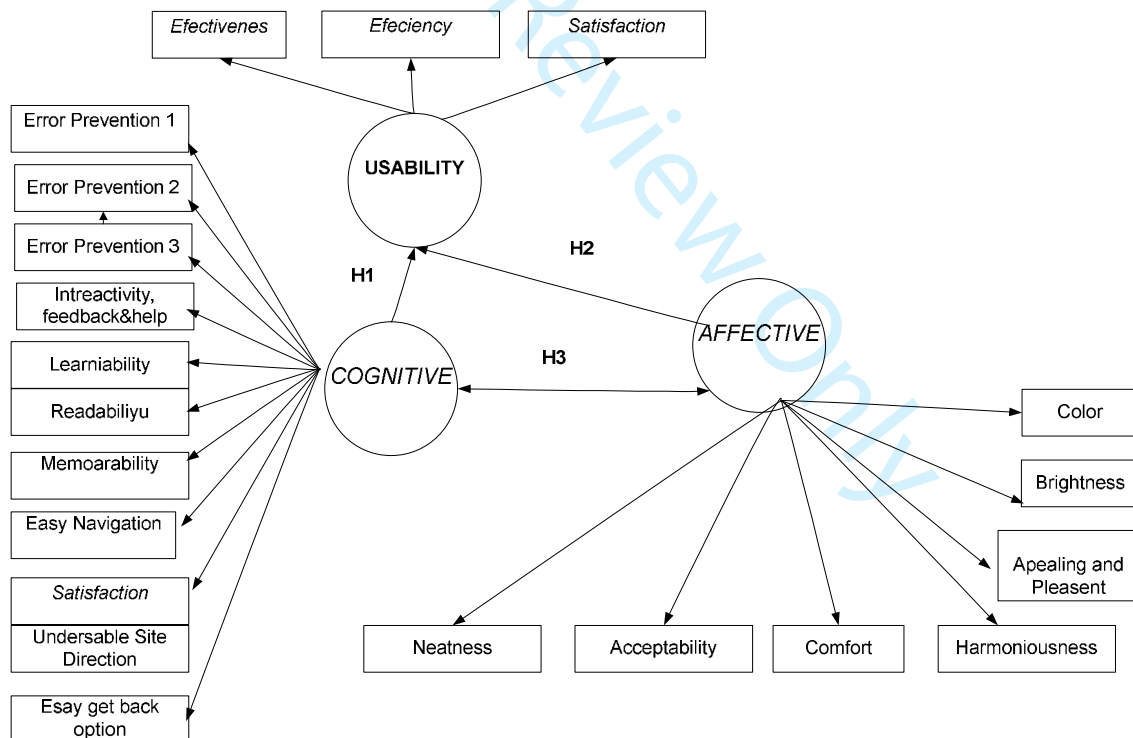 Efectivenes
Efeciency
Satisfaction
Error Prevention 1
Error Prevention 2
Error Prevention 3
Intreactivity,
feedback&help
Learniability
Readabiliyu
Memoarability
Easy Navigation
Satisfaction
Undersable Site
Direction
Esay get back
option
USABILITY
H1
H2
H3
COGNITIVE
AFFECTIVE
Color
Brightness
Apealing and
Pleasent
Neatness
Acceptability
Comfort
Harmoniousness
Review Only